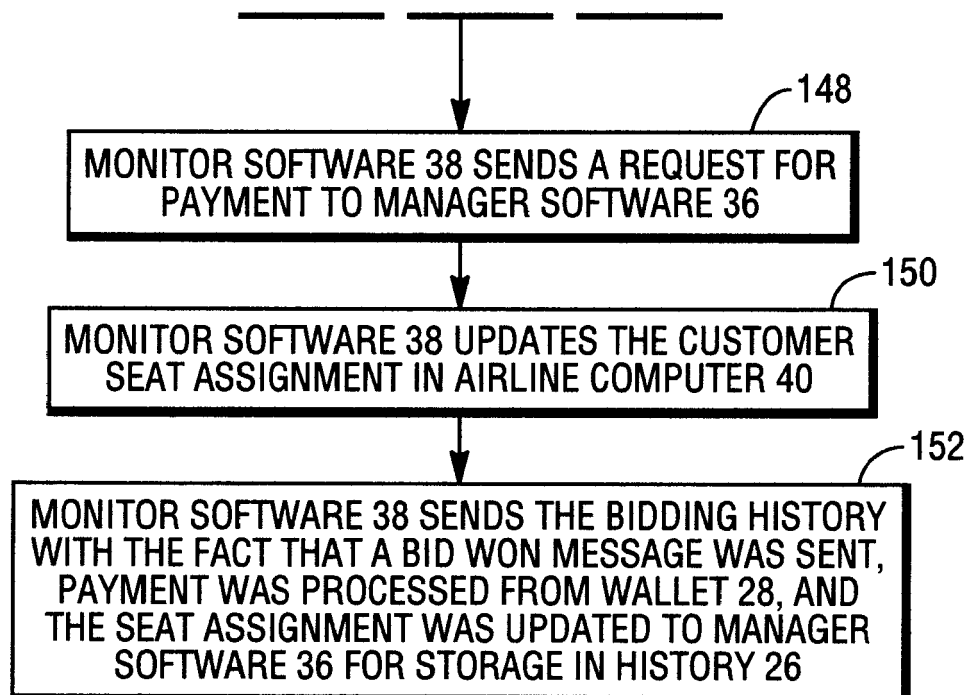 148
MONITOR SOFTWARE 38 SENDS A REQUEST FOR
PAYMENT TO MANAGER SOFTWARE 36
150
MONITOR SOFTWARE 38 UPDATES THE CUSTOMER
SEAT ASSIGNMENT IN AIRLINE COMPUTER 40
152
MONITOR SOFTWARE 38 SENDS THE BIDDING HISTORY
WITH THE FACT THAT A BID WON MESSAGE WAS SENT,
PAYMENT WAS PROCESSED FROM WALLET 28, AND
THE SEAT ASSIGNMENT WAS UPDATED TO MANAGER
SOFTWARE 36 FOR STORAGE IN HISTORY 26